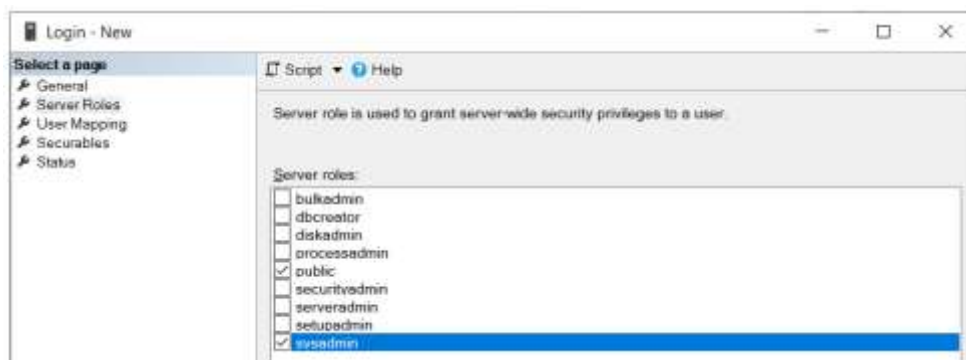 Login - New
Select a page
General
Server Roles
User Mapping
Securables
Status
Script Help
Server role is used to grant server-wide security privileges to a user.
Server roles:
bulkadmin
dbcreator
diskadmin
processadmin
public
securityadmin
serveradmin
setupadmin
sysadmin